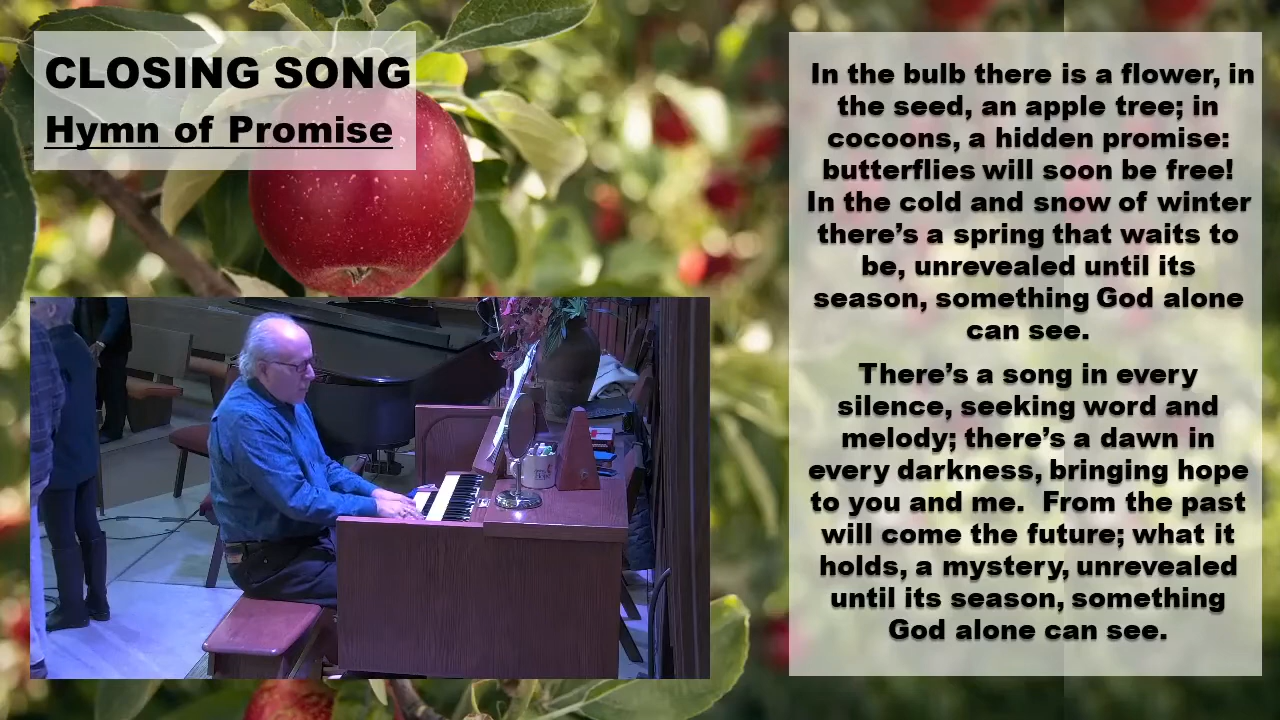 CLOSING SONG
Hymn of Promise
In the bulb there is a flower, in
the seed, an apple tree; in
cocoons, a hidden promise:
butterflies will soon be free!
In the cold and snow of winter
there’s a spring that waits to
be, unrevealed until its
season, something God alone
can see.
There’s a song in every
silence, seeking word and
melody; there’s a dawn in
every darkness, bringing hope
to you and me.  From the past
will come the future; what it
holds, a mystery, unrevealed
until its season, something
God alone can see.